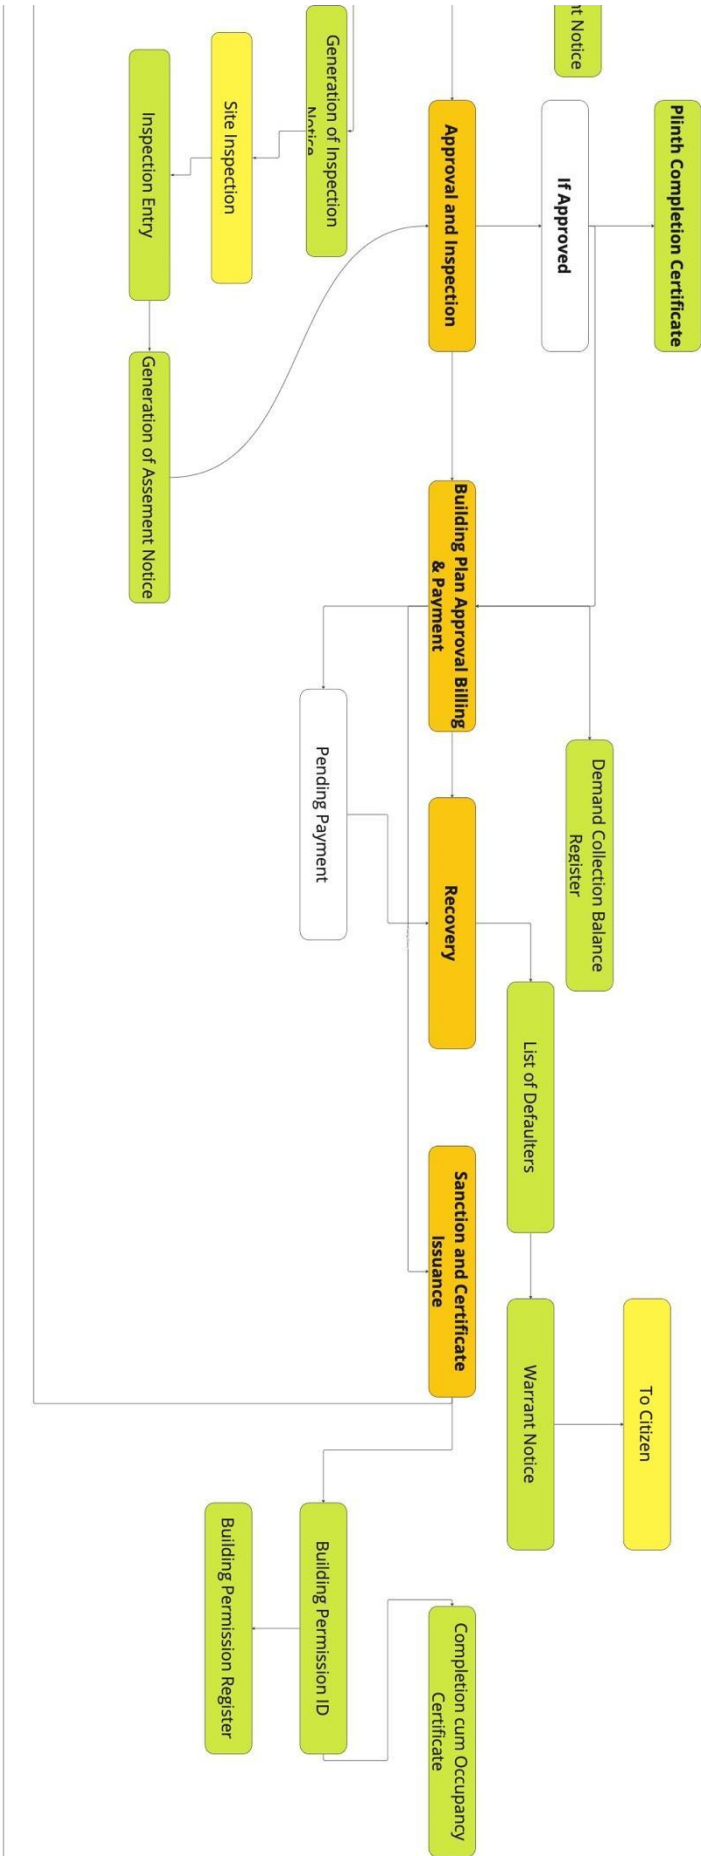 nt Notice
Plinth Completion Certificate
If Approved
Approval and Inspection
Generation of Inspection
Notice
Site Inspection
Inspection Entry
Generation of Assement Notice
Building Plan Approval Billing
& Payment
Pending Payment
Demand Collection Balance
Register
Recovery
List of Defaulters
Sanction and Certificate
Issuance
Warrant Notice
To Citizen
Building Permission ID
Building Permission Register
Completion cum Occupancy
Certificate